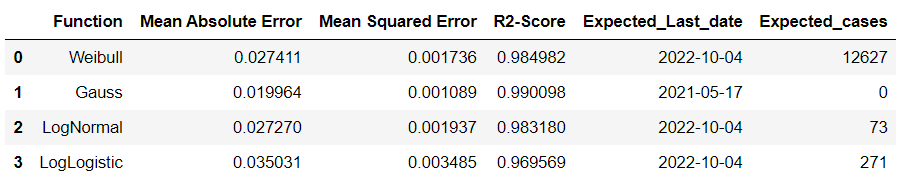 Function Mean Absolute Error Mean Squared Error R2-Score Expected_Last_date Expected_cases
0 Weibull 0.027411 0.001736 0.984982 2022-10-04 12627
1 Gauss 0.019964 0.001089 0.990098 2021-05-17 0
2 LogNormal 0.027270 0.001937 0.983180 2022-10-04 73
3 LogLogistic 0.035031 0.003485 0.969569 2022-10-04 271